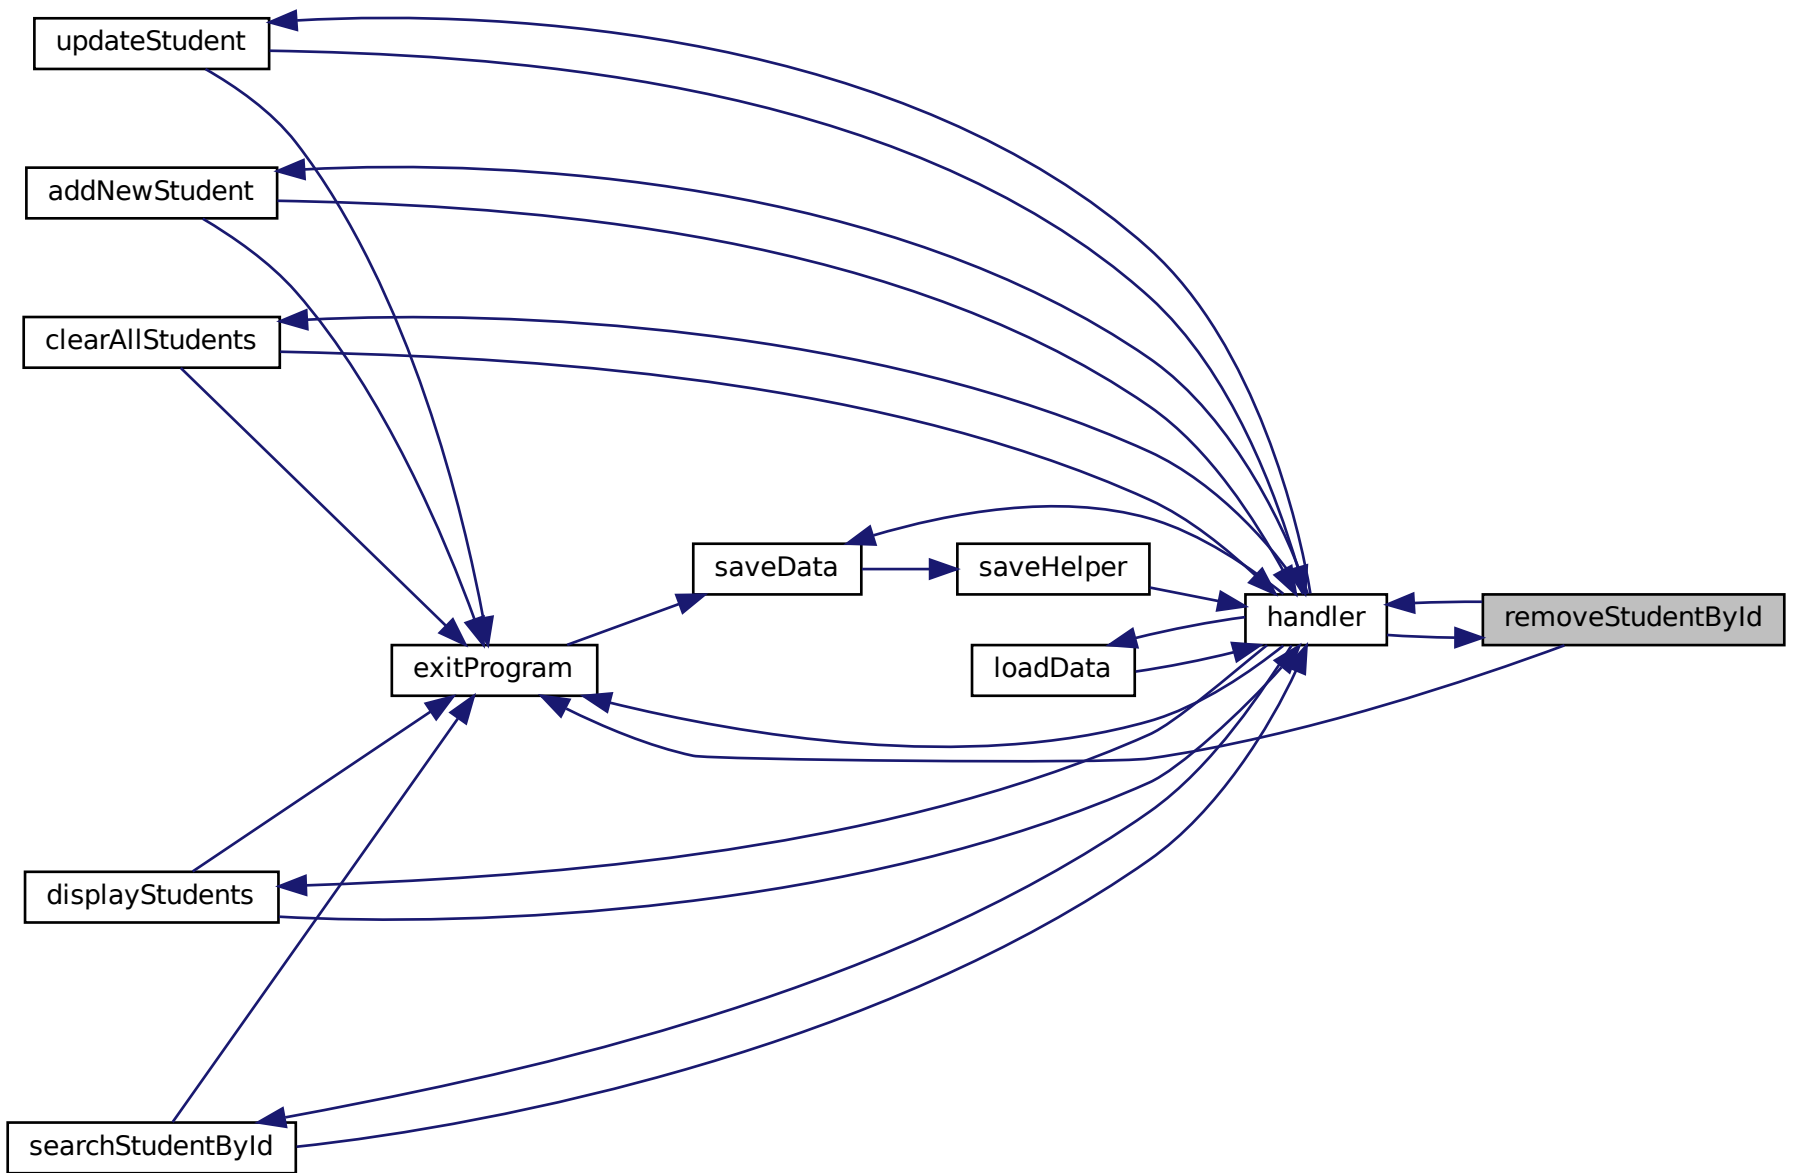 updateStudent
addNewStudent
clearAllStudents
saveData
saveHelper
handler
removeStudentById
exitProgram
loadData
displayStudents
searchStudentById